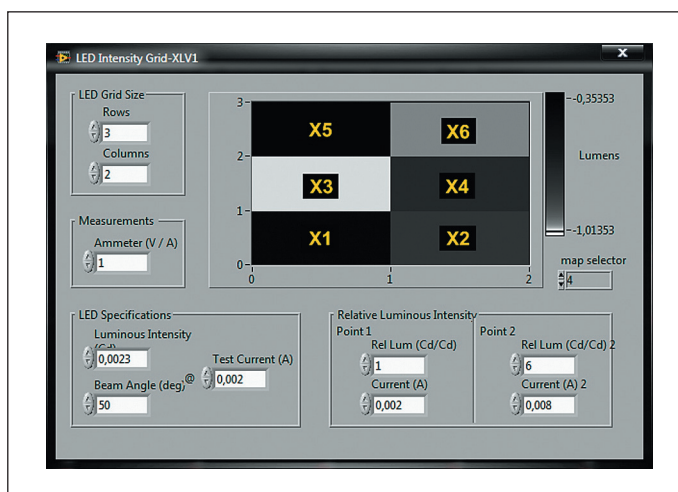 LED Intensity Grid-XLV1
x
LED Grid Size
Rows
3
Columns
2
Measurements
Ammeter (V / A)
1
3-
2-
1-
0-
0
1
2
X5
X6
X3
X4
X1
X2
-0,35353
Lumens
-1,01353
map selector
4
LED Specifications
Luminous Intensity
(Cd)
0,0023
Beam Angle (deg)
50
@
Test Current (A)
0,002
Relative Luminous Intensity
Point 1
Rel Lum (Cd/Cd)
1
Current (A)
0,002
Point 2
Rel Lum (Cd/Cd) 2
6
Current (A) 2
0,008